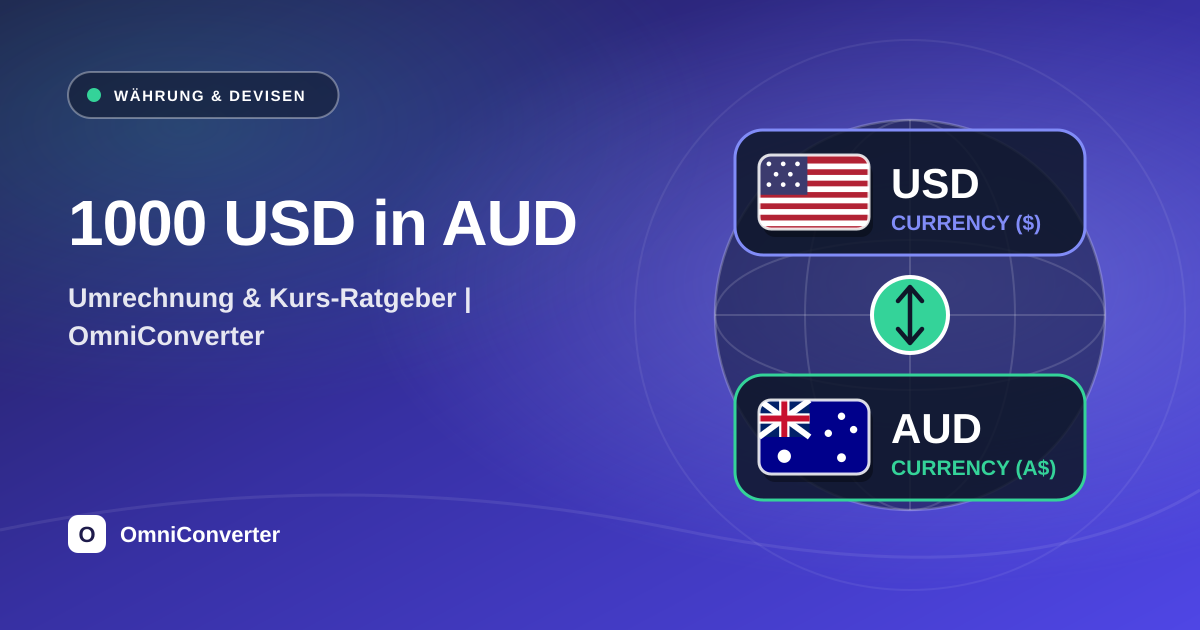 WÄHRUNG & DEVISEN
1000 USD in AUD
Umrechnung & Kurs-Ratgeber |
OmniConverter
USD
CURRENCY ($)
AUD
CURRENCY (A$)
O OmniConverter